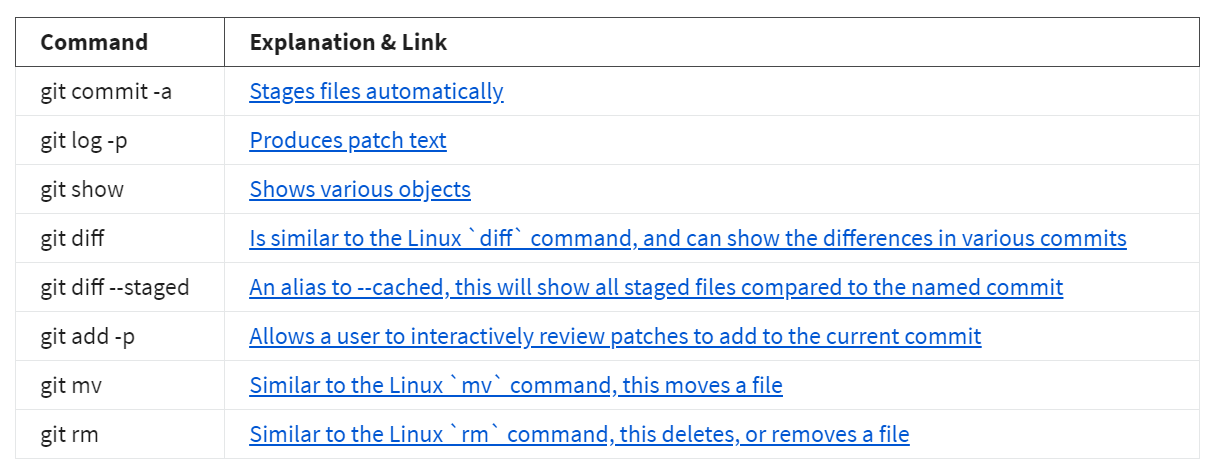 Command Explanation & Link
git commit -a Stages files automatically
git log -p Produces patch text
git show Shows various objects
git diff Is similar to the Linux `diff` command, and can show the differences in various commits
git diff --staged An alias to --cached, this will show all staged files compared to the named commit
git add -p Allows a user to interactively review patches to add to the current commit
git mv Similar to the Linux `mv` command, this moves a file
git rm Similar to the Linux `rm` command, this deletes, or removes a file